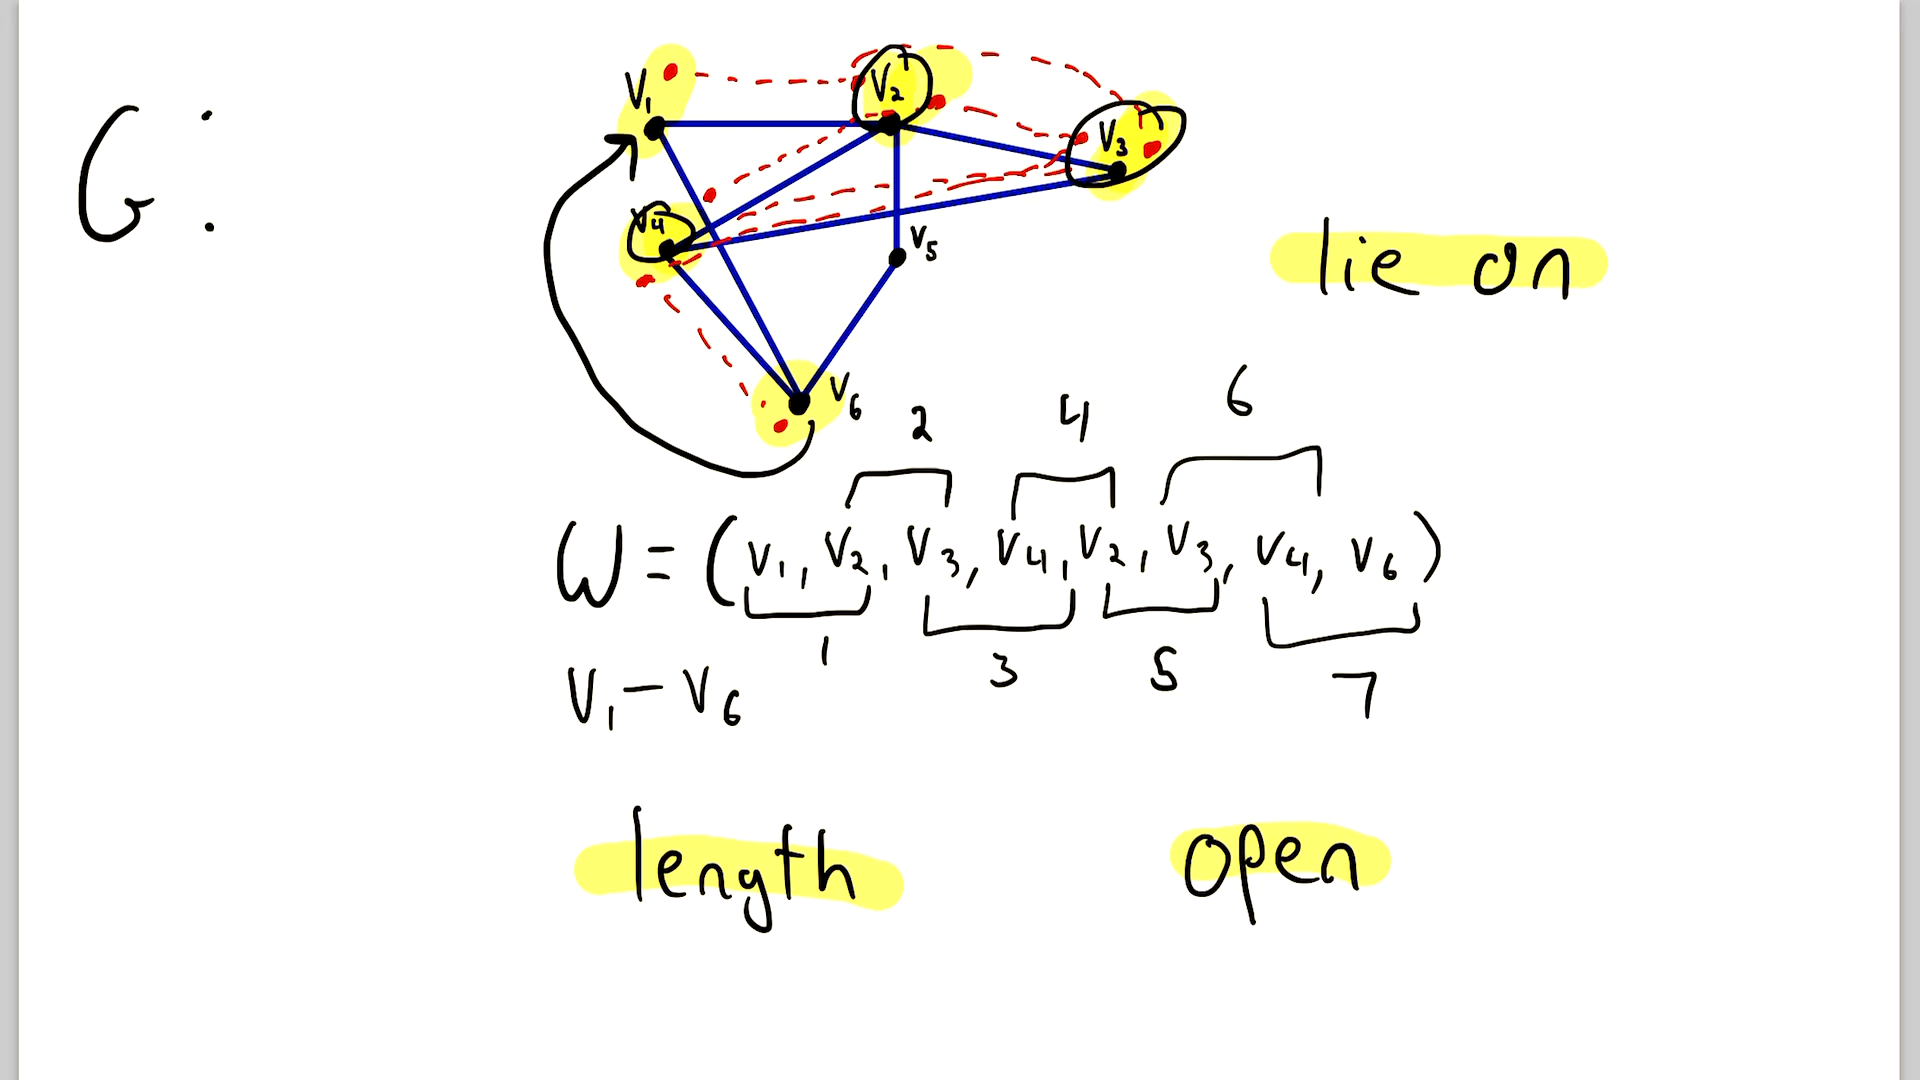 G:
V₁ V₂ V₃
V₄ V₅
V₆
lie on
2 4 6
W = (V₁, V₂, V₃, V₄, V₂, V₃, V₄, V₆)
1 3 5 7
V₁ – V₆
length open